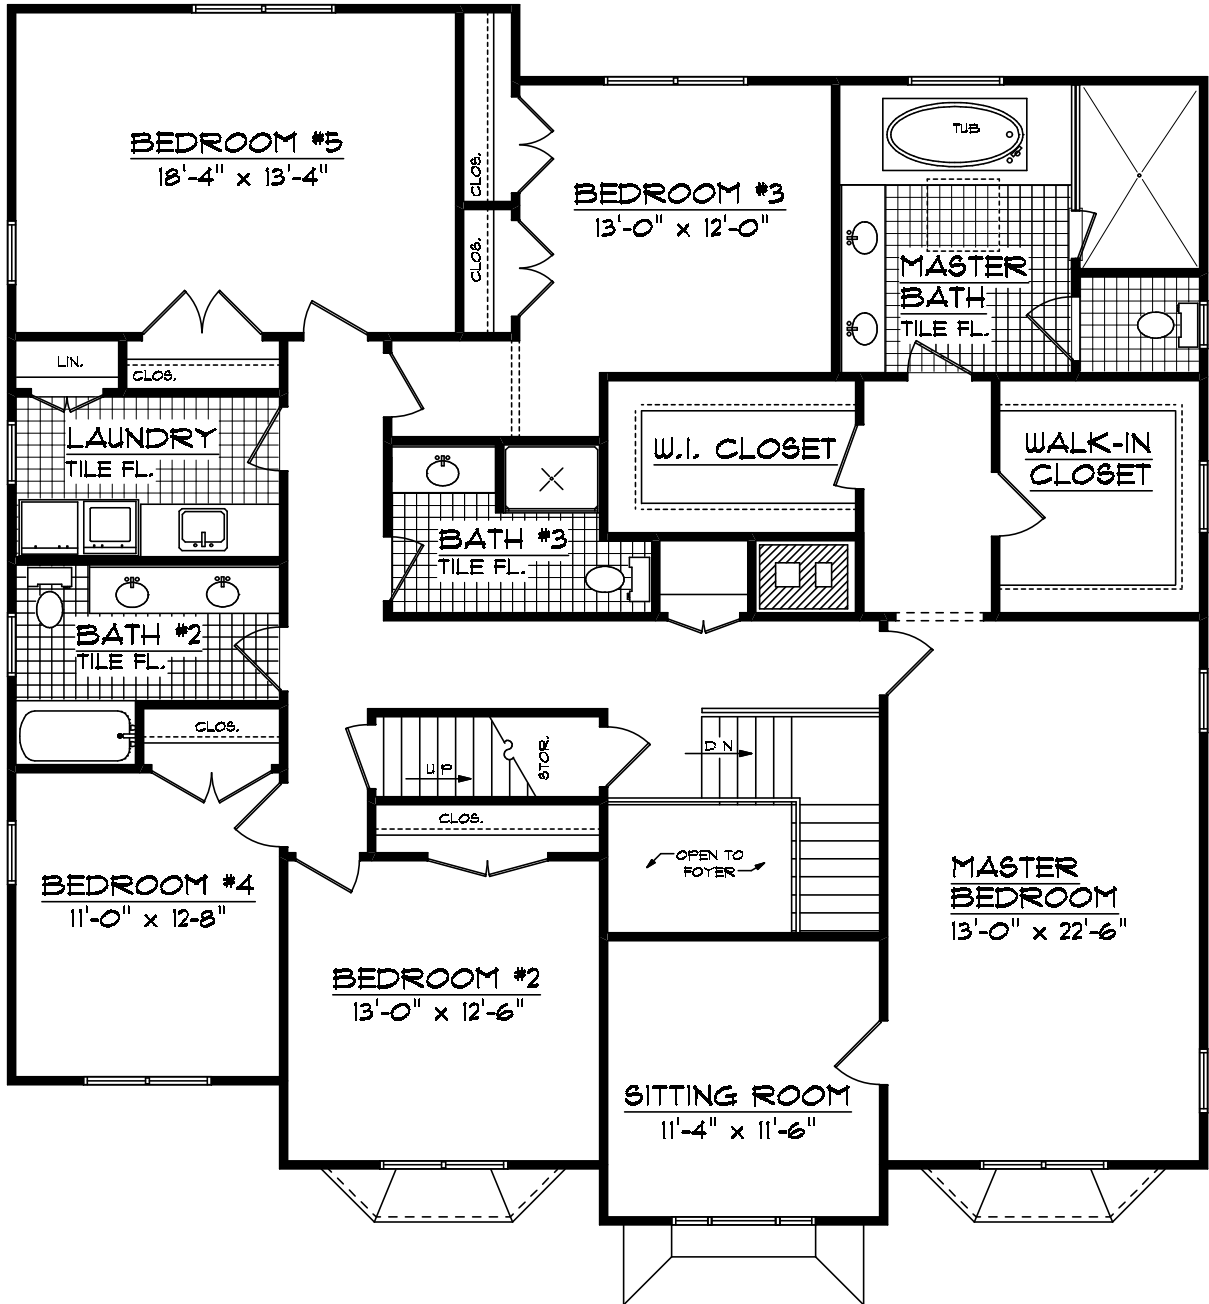 BEDROOM #5
18'-4" x 13'-4"
CLOS.
CLOS.
BEDROOM #3
13'-0" x 12'-0"
TUB
MASTER
BATH
TILE FL.
LIN.
CLOS.
LAUNDRY
TILE FL.
W.I. CLOSET
WALK-IN
CLOSET
BATH #3
TILE FL.
BATH #2
TILE FL.
CLOS.
UP
STOR.
DN
CLOS.
OPEN TO
FOYER
BEDROOM #4
11'-0" x 12-8"
MASTER
BEDROOM
13'-0" x 22'-6"
BEDROOM #2
13'-0" x 12'-6"
SITTING ROOM
11'-4" x 11'-6"